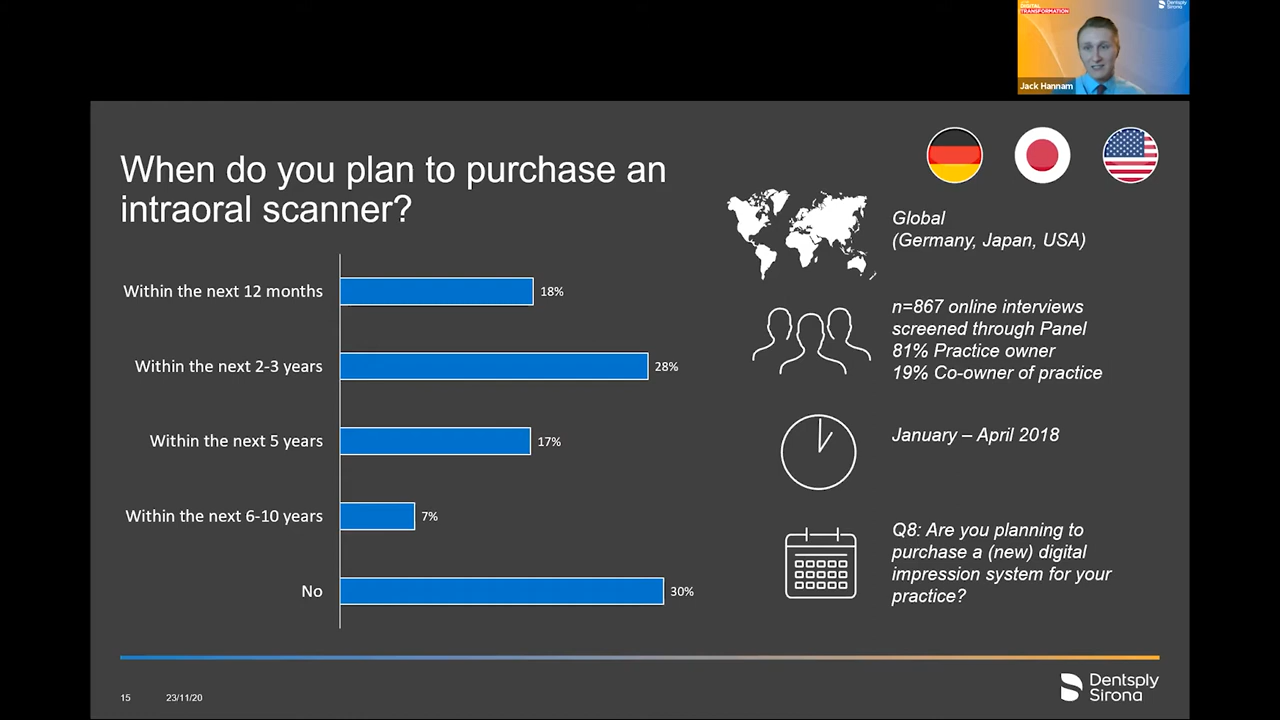 DIGITAL
TRANSFORMATION
Dentsply
Sirona
Jack Hannam
When do you plan to purchase an
intraoral scanner?
Within the next 12 months
18%
Within the next 2-3 years
28%
Within the next 5 years
17%
Within the next 6-10 years
7%
No
30%
Global
(Germany, Japan, USA)
n=867 online interviews
screened through Panel
81% Practice owner
19% Co-owner of practice
January – April 2018
Q8: Are you planning to
purchase a (new) digital
impression system for your
practice?
15
23/11/20
Dentsply
Sirona